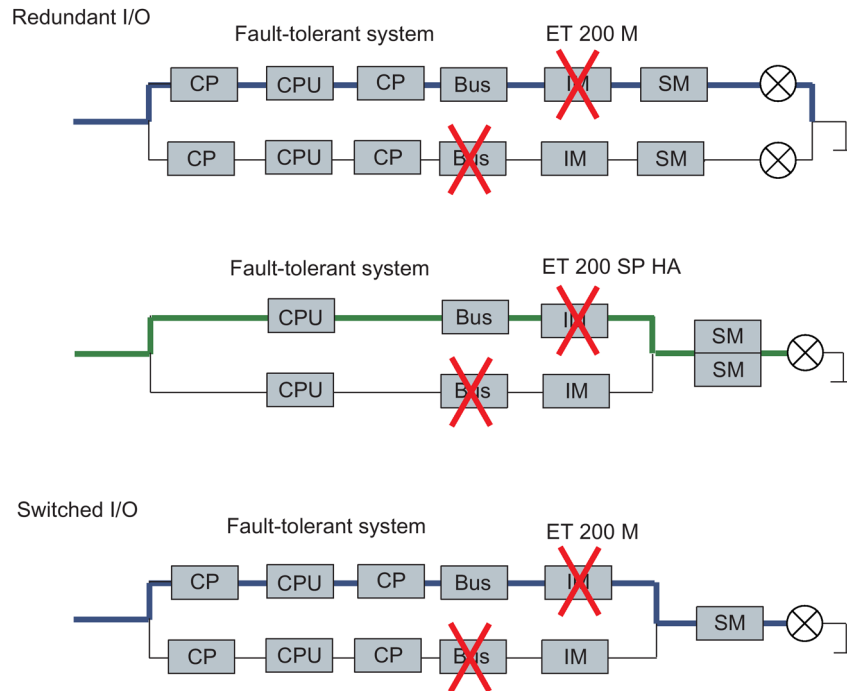 Redundant I/O
Fault-tolerant system ET 200 M
CP CPU CP Bus IM SM
CP CPU CP Bus IM SM
Fault-tolerant system ET 200 SP HA
CPU Bus IM SM
CPU Bus IM SM
Switched I/O
Fault-tolerant system ET 200 M
CP CPU CP Bus IM
SM
CP CPU CP Bus IM